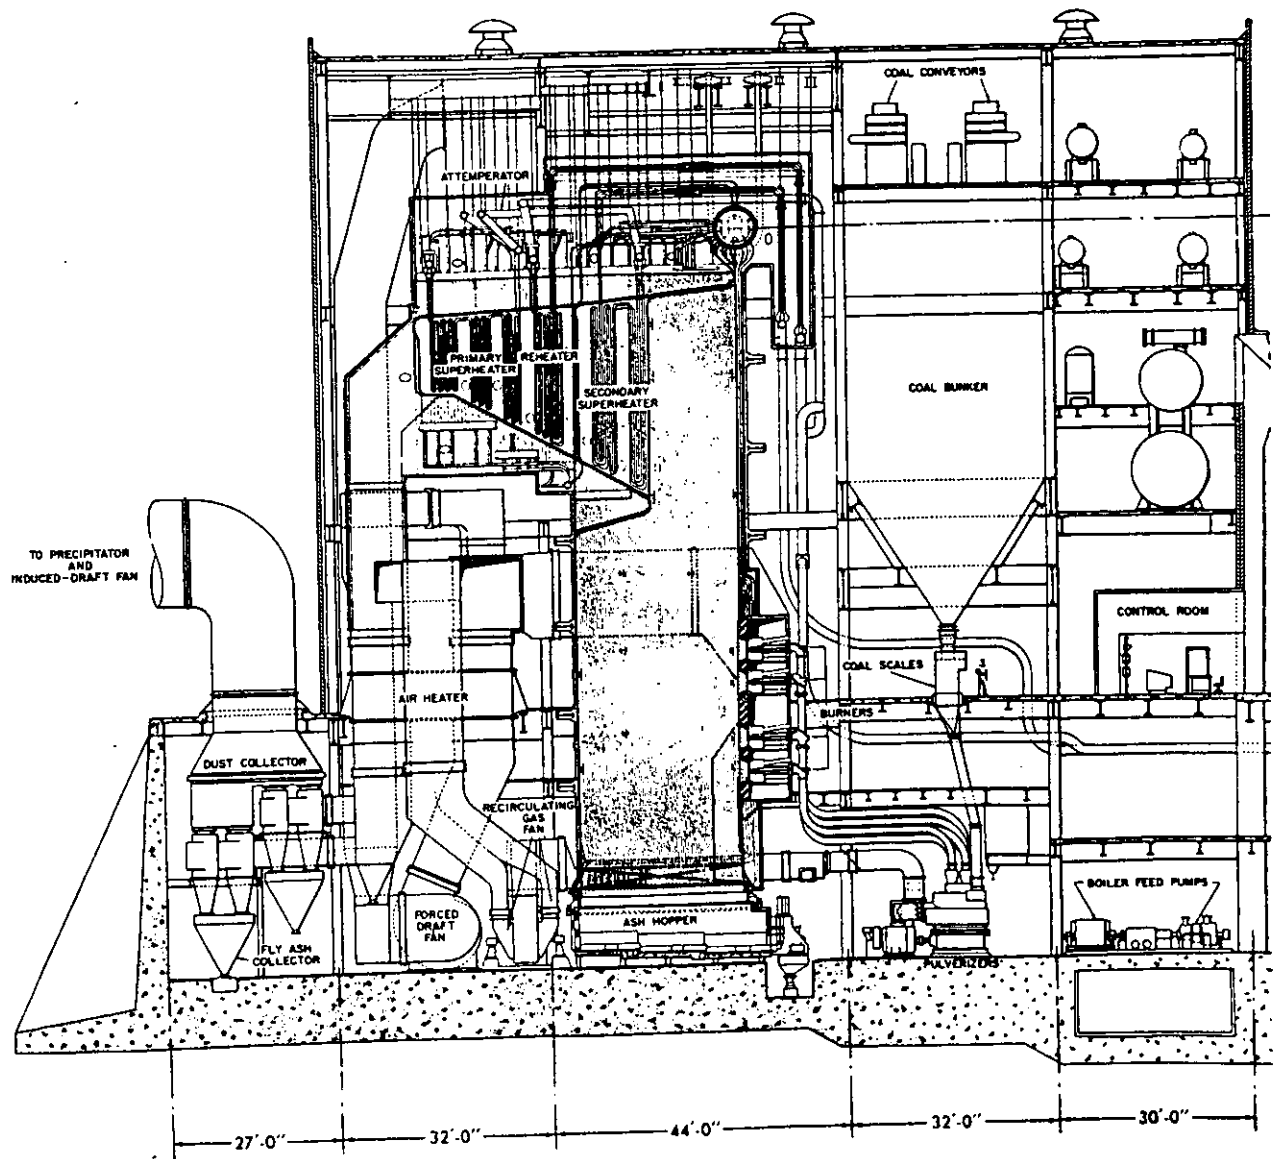 COAL CONVEYORS
ATTEMPERATOR
PRIMARY
SUPERHEATER
REHEATER
SECONDARY
SUPERHEATER
COAL BUNKER
TO PRECIPITATOR
AND
INDUCED-DRAFT FAN
CONTROL ROOM
COAL SCALES
AIR HEATER
BURNERS
DUST COLLECTOR
RECIRCULATING
GAS
FAN
BOILER FEED PUMPS
FORCED
DRAFT
FAN
ASH HOPPER
FLY ASH
COLLECTOR
PULVERIZERS
27'-0"
32'-0"
44'-0"
32'-0"
30'-0"